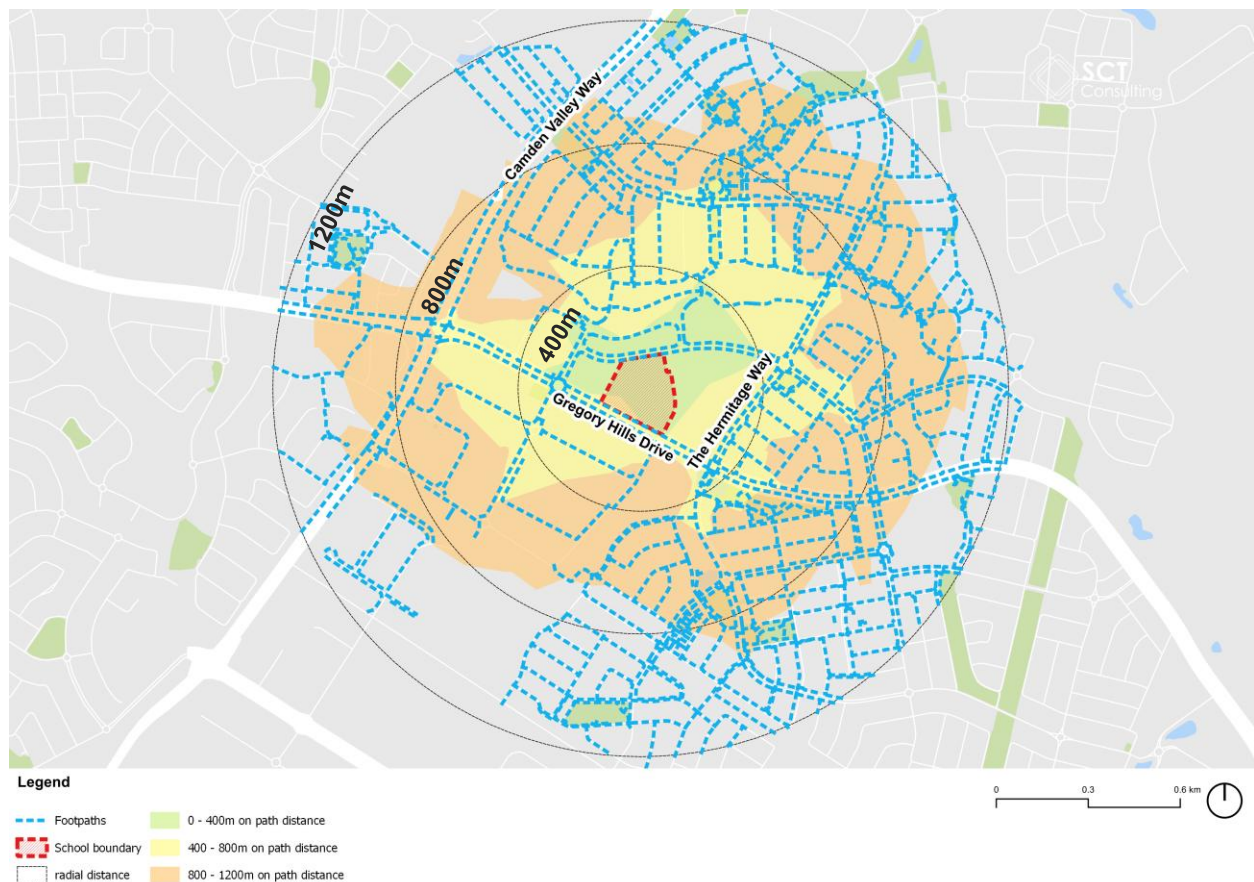 SCT
Consulting
Camden Valley Way
1200m
800m
400m
Gregory Hills Drive
The Hermitage Way
Legend
Footpaths
School boundary
radial distance
0 - 400m on path distance
400 - 800m on path distance
800 - 1200m on path distance
0 0.3 0.6 km